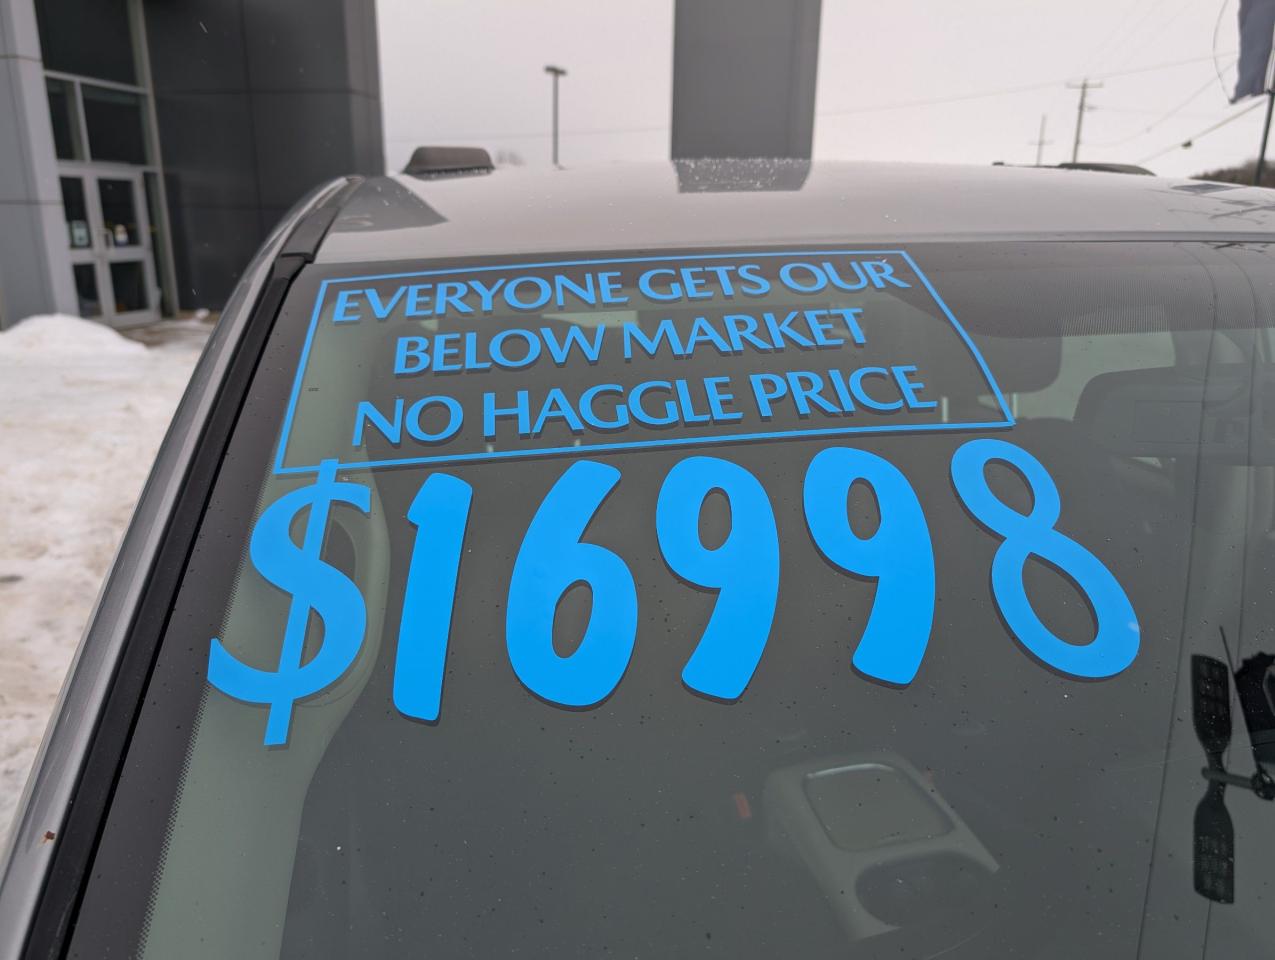 EVERYONE GETS OUR
BELOW MARKET
NO HAGGLE PRICE
$16998